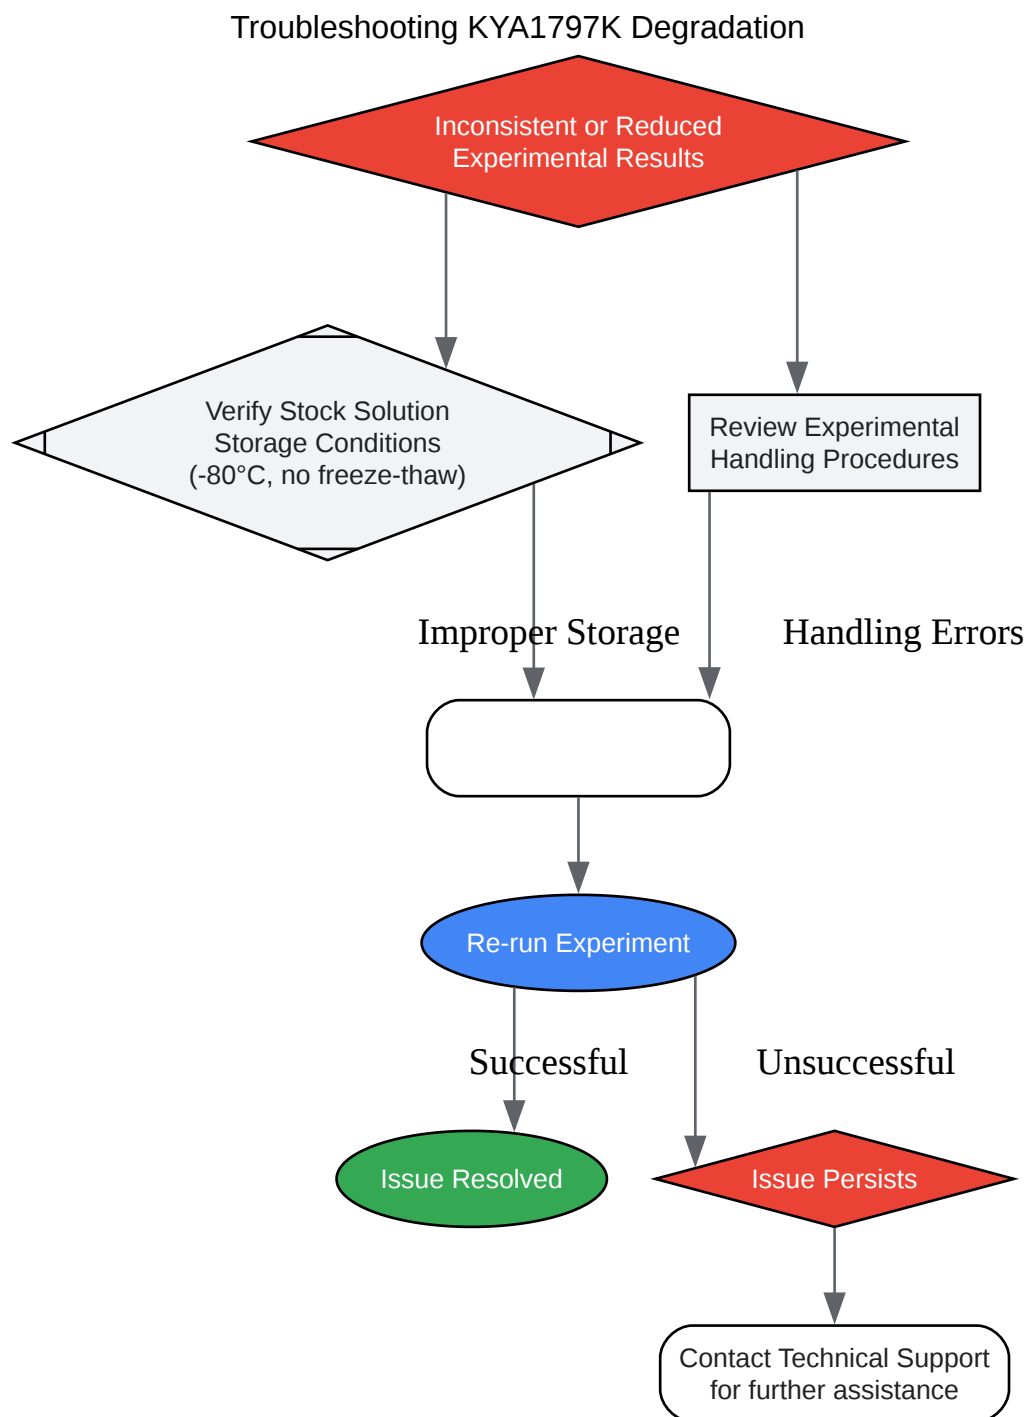 Troubleshooting KYA1797K Degradation
Inconsistent or Reduced
Experimental Results
Verify Stock Solution
Storage Conditions
(-80°C, no freeze-thaw)
Review Experimental
Handling Procedures
Improper Storage
Handling Errors
Re-run Experiment
Successful
Unsuccessful
Issue Resolved
Issue Persists
Contact Technical Support
for further assistance